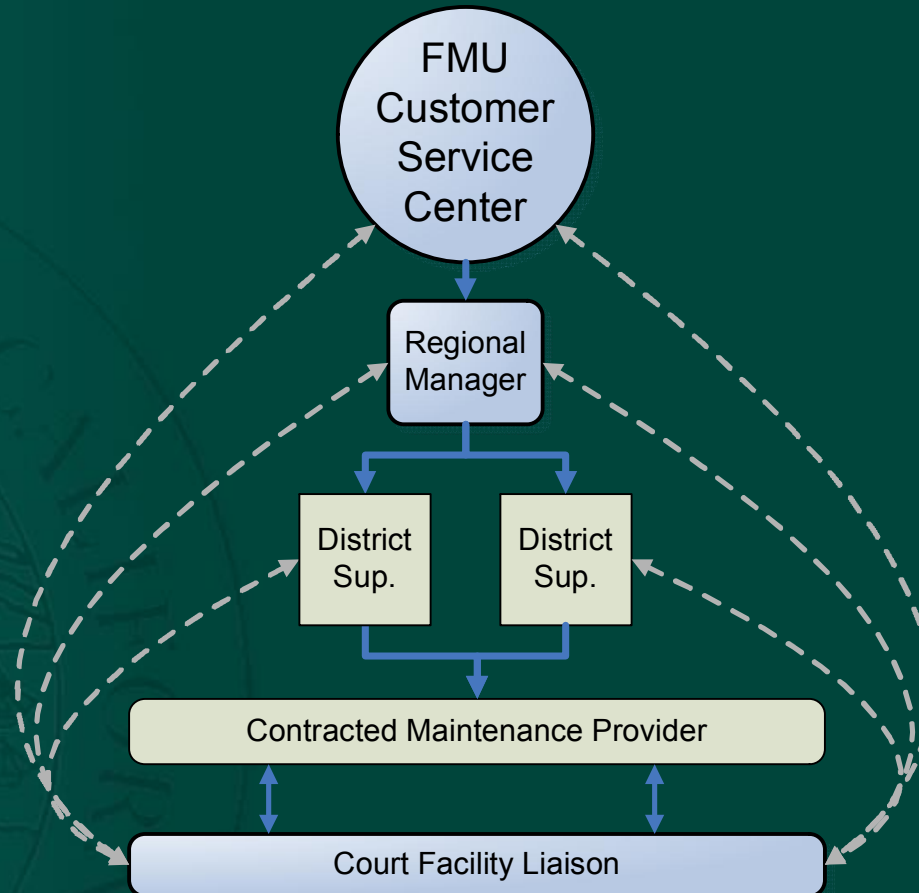 FMU
Customer
Service
Center
Regional
Manager
District
Sup.
District
Sup.
Contracted Maintenance Provider
Court Facility Liaison